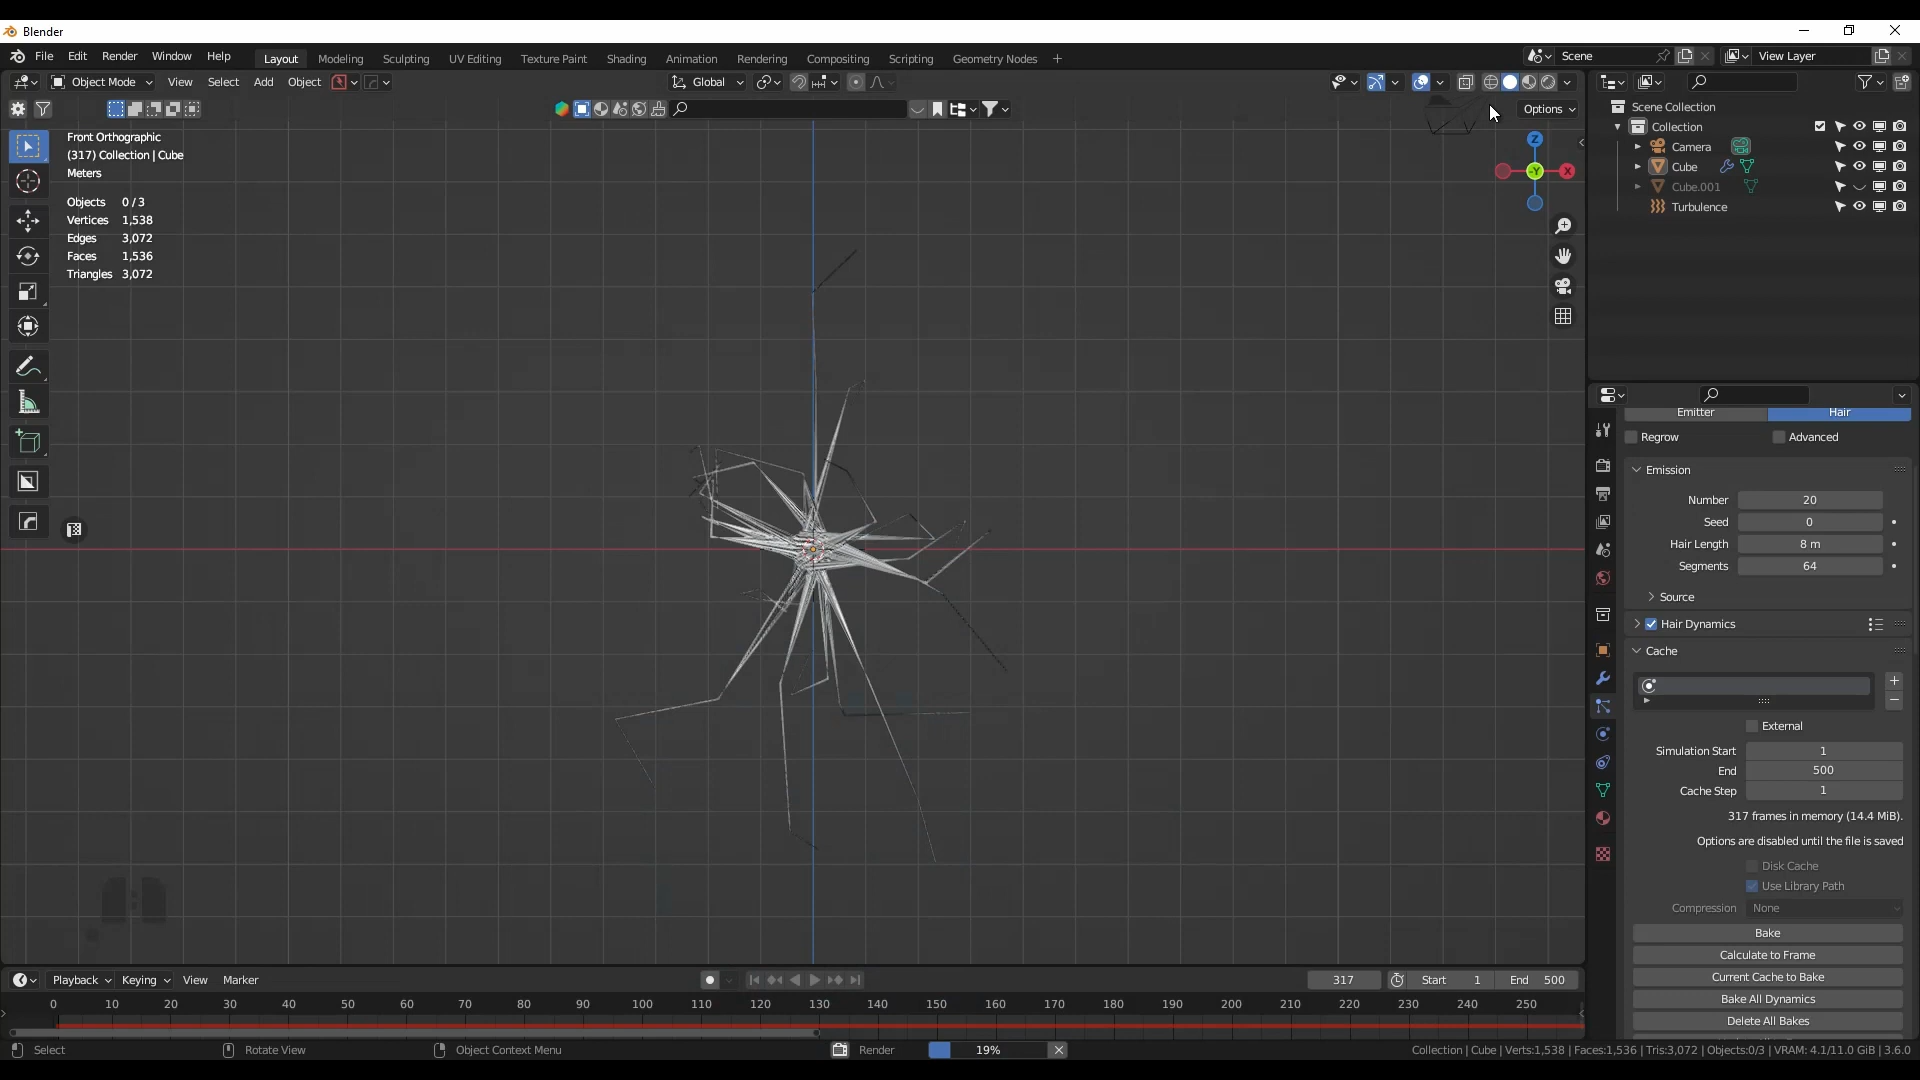 Blender
File Edit Render Window Help Layout Modeling Sculpting UV Editing Texture Paint Shading Animation Rendering Compositing Scripting Geometry Nodes + Scene View Layer
Object Mode View Select Add Object Global
Options
Front Orthographic
(317) Collection | Cube
Meters
Objects 0/3
Vertices 1,538
Edges 3,072
Faces 1,536
Triangles 3,072
Z
-Y X
Scene Collection
Collection
Camera
Cube
Cube.001
Turbulence
Emitter Hair
Regrow Advanced
Emission
Number 20
Seed 0
Hair Length 8 m
Segments 64
Source
Hair Dynamics
Cache
External
Simulation Start 1
End 500
Cache Step 1
317 frames in memory (14.4 MiB).
Options are disabled until the file is saved
Disk Cache
Use Library Path
Compression None
Bake
Calculate to Frame
Current Cache to Bake
Bake All Dynamics
Delete All Bakes
Playback Keying View Marker 317 Start 1 End 500
0 10 20 30 40 50 60 70 80 90 100 110 120 130 140 150 160 170 180 190 200 210 220 230 240 250
Select Rotate View Object Context Menu Render 19% Collection | Cube | Verts:1,538 | Faces:1,536 | Tris:3,072 | Objects:0/3 | VRAM: 4.1/11.0 GiB | 3.6.0